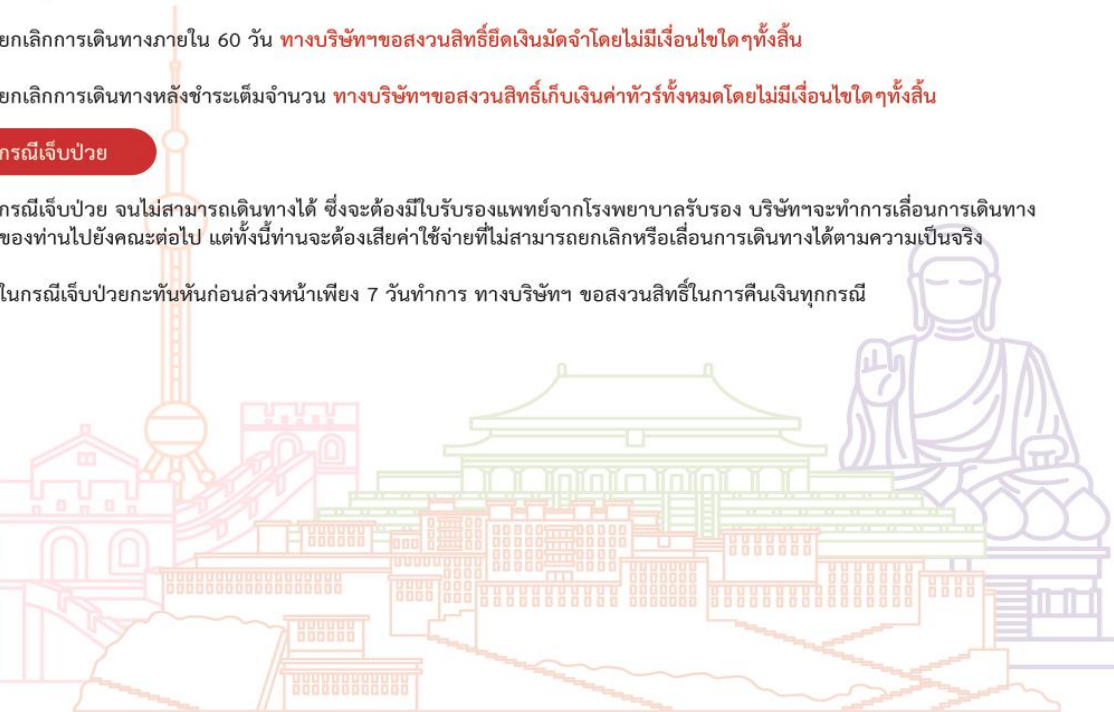 ยกเลิกการเดินทางภายใน 60 วัน ทางบริษัทฯขอสงวนสิทธิ์ยึดเงินมัดจำโดยไม่มีเงื่อนไขใดๆทั้งสิ้น
ยกเลิกการเดินทางหลังชำระเต็มจำนวน ทางบริษัทฯขอสงวนสิทธิ์เก็บเงินค่าทัวร์ทั้งหมดโดยไม่มีเงื่อนไขใดๆทั้งสิ้น
กรณีเจ็บป่วย
กรณีเจ็บป่วย จนไม่สามารถเดินทางได้ ซึ่งจะต้องมีใบรับรองแพทย์จากโรงพยาบาลรับรอง บริษัทฯจะทำการเลื่อนการเดินทาง
ของท่านไปยังคณะต่อไป แต่ทั้งนี้ท่านจะต้องเสียค่าใช้จ่ายที่ไม่สามารถยกเลิกหรือเลื่อนการเดินทางได้ตามความเป็นจริง
ในกรณีเจ็บป่วยกะทันหันก่อนล่วงหน้าเพียง 7 วันทำการ ทางบริษัทฯ ขอสงวนสิทธิ์ในการคืนเงินทุกกรณี